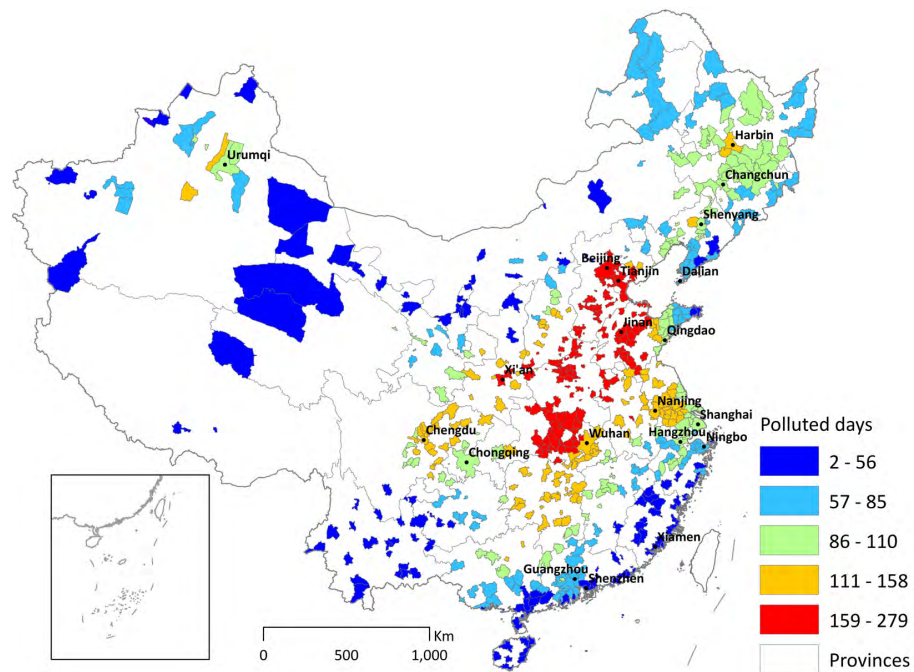 Harbin
Urumqi
Changchun
Shenyang
Beijing
Tianjin
Dalian
Jinan
Qingdao
Xi'an
Nanjing
Shanghai
Chengdu
Wuhan
Hangzhou
Ningbo
Chongqing
Xiamen
Guangzhou
Shenzhen
Polluted days
2 - 56
57 - 85
86 - 110
111 - 158
159 - 279
Provinces
Km
0 500 1,000